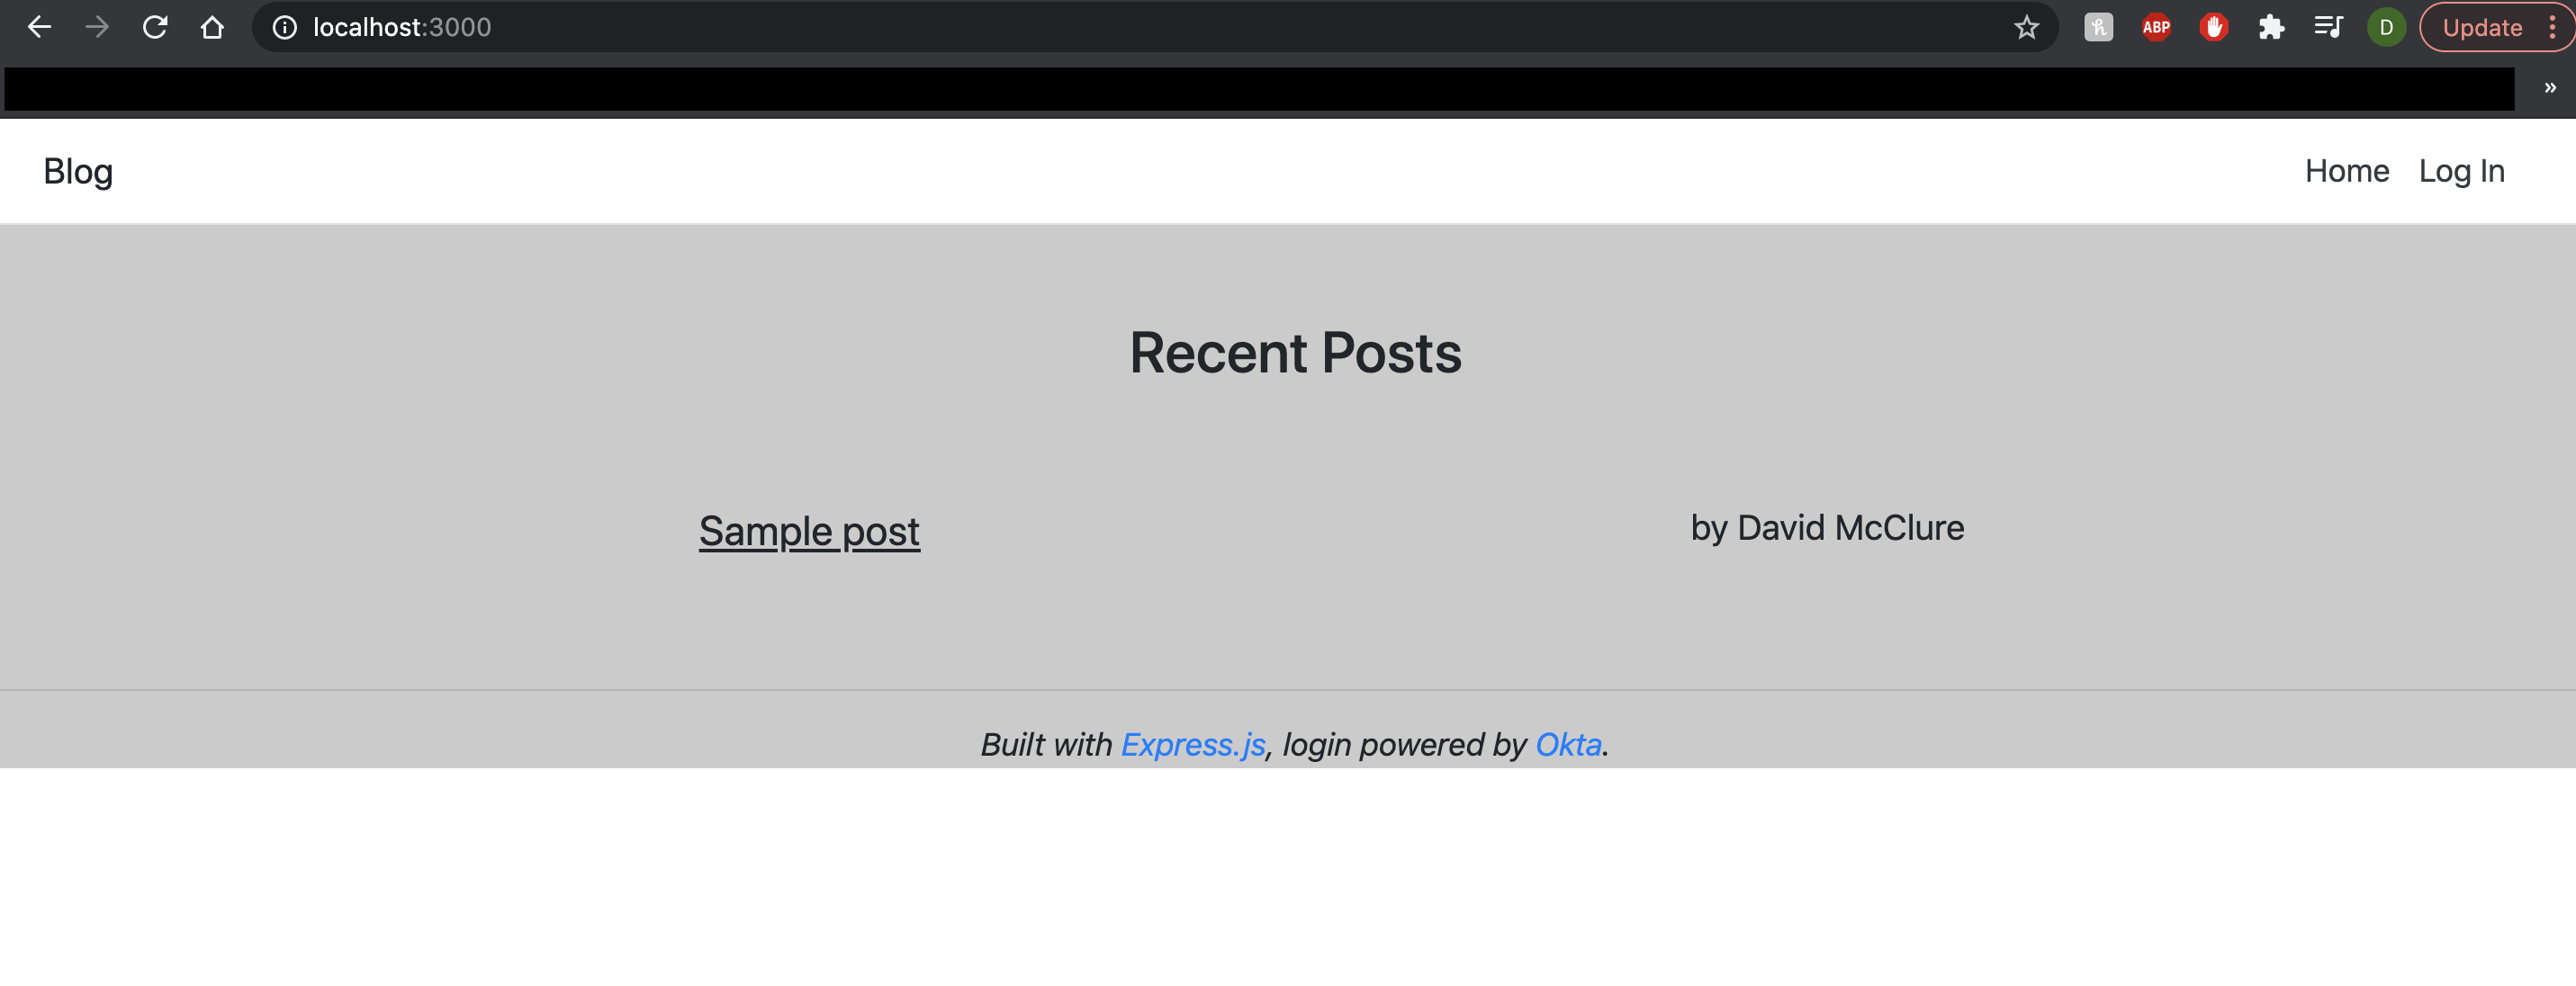 localhost:3000
ABP
D
Update
»
Blog
Home Log In
Recent Posts
Sample post by David McClure
Built with Express.js, login powered by Okta.